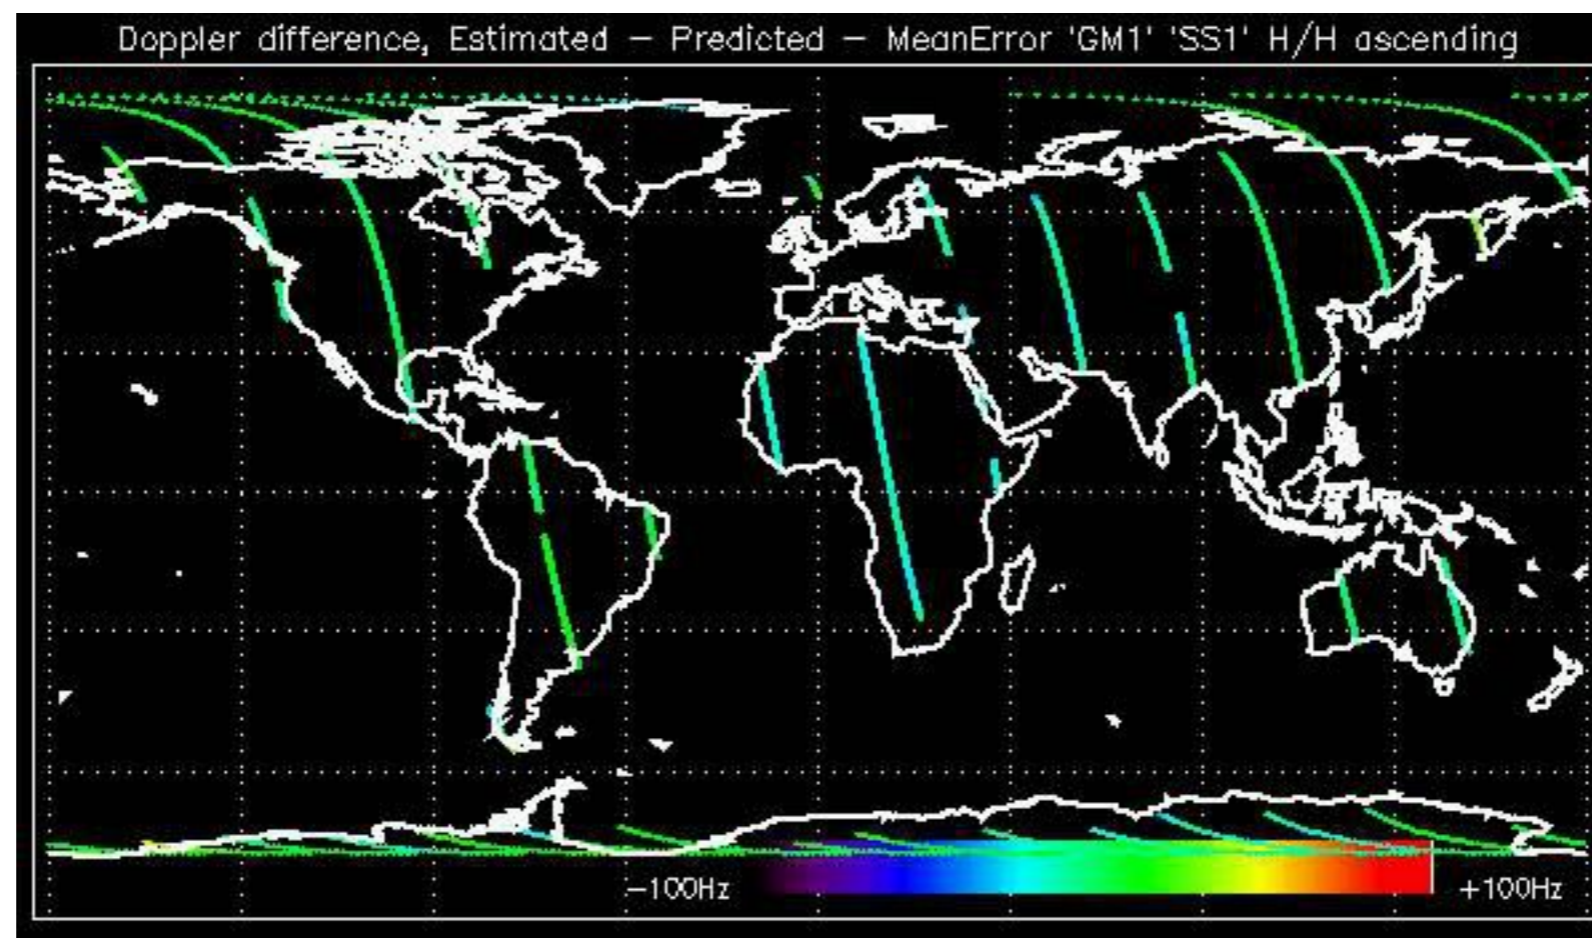 Doppler difference, Estimated – Predicted – MeanError 'GM1' 'SS1' H/H ascending
–100Hz
+100Hz